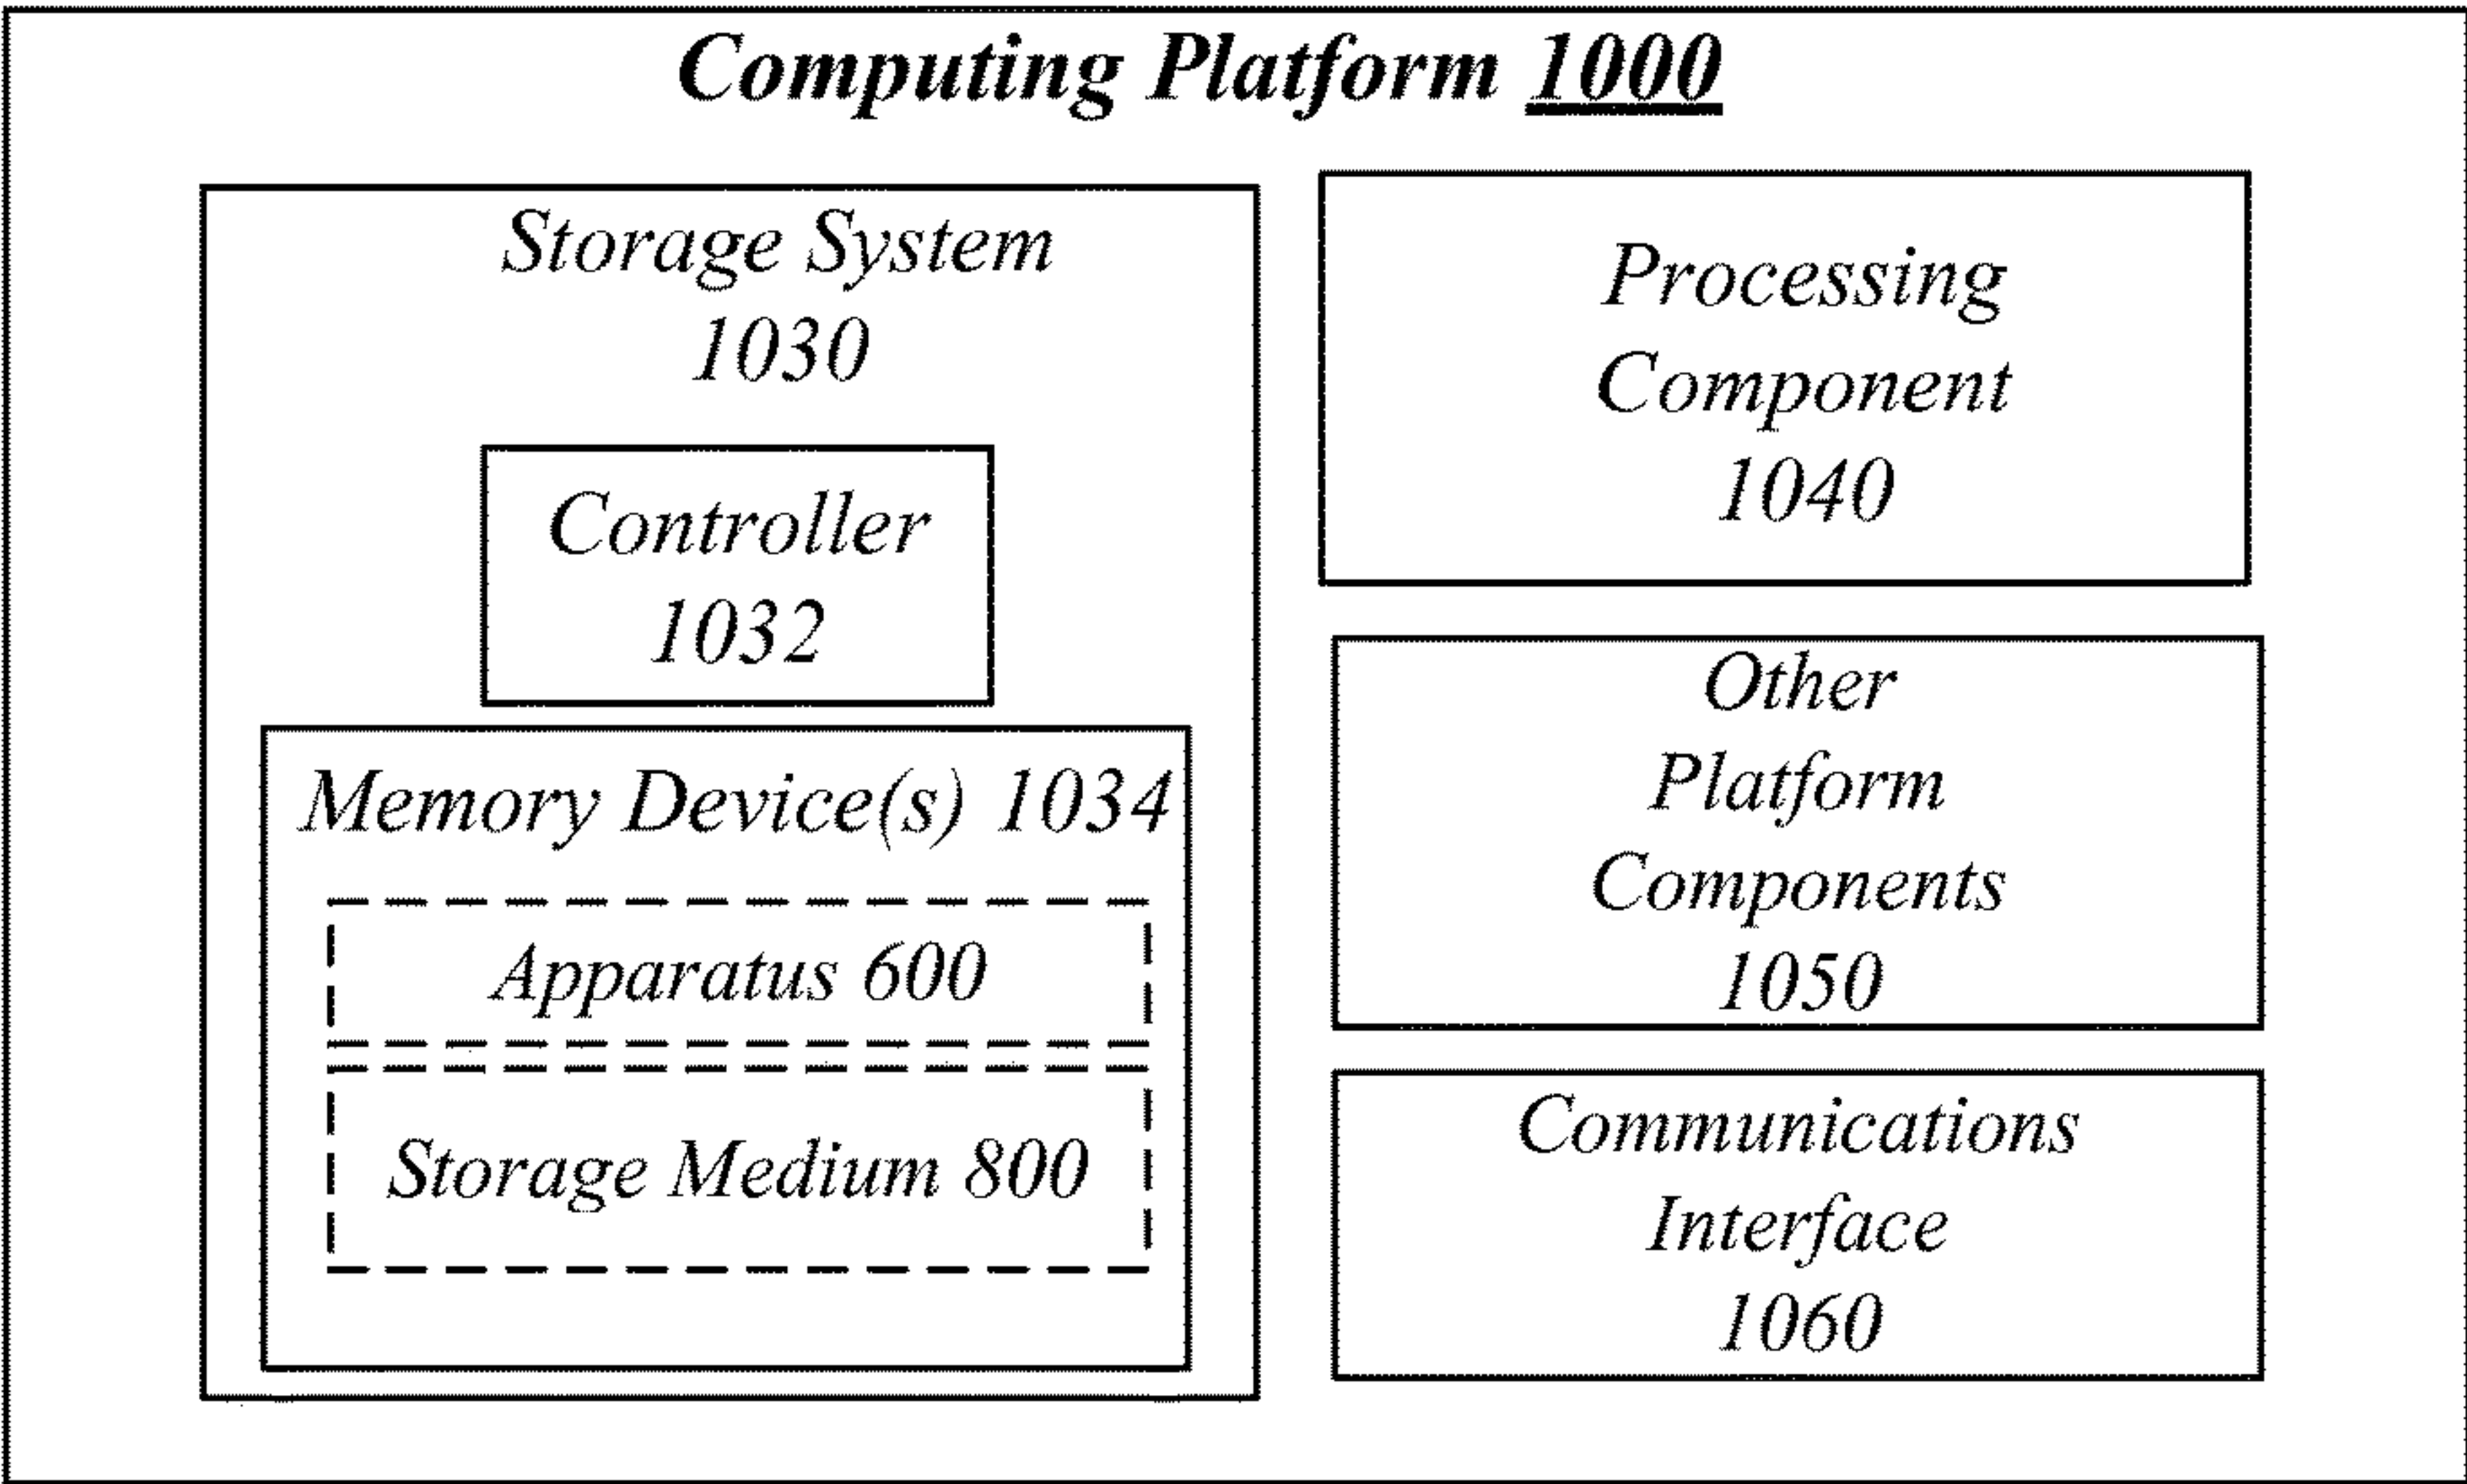 Computing Platform 1000
Storage System
1030
Controller
1032
Memory Device(s) 1034
Apparatus 600
Storage Medium 800
Processing
Component
1040
Other
Platform
Components
1050
Communications
Interface
1060